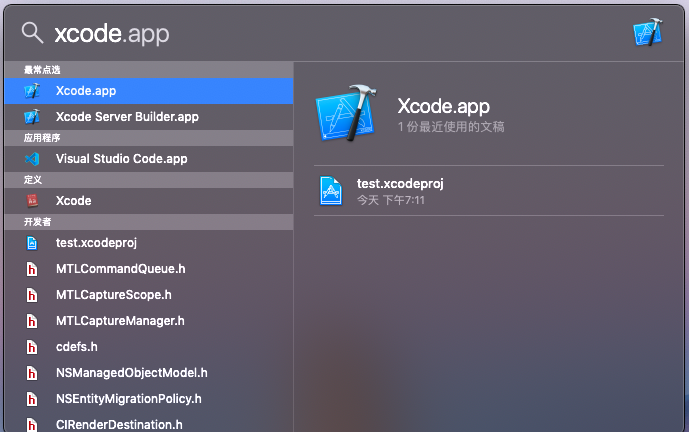 xcode.app
最常点选
Xcode.app
Xcode Server Builder.app
应用程序
Visual Studio Code.app
定义
Xcode
开发者
test.xcodeproj
MTLCommandQueue.h
MTLCaptureScope.h
MTLCaptureManager.h
cdefs.h
NSManagedObjectModel.h
NSEntityMigrationPolicy.h
CIRenderDestination.h
Xcode.app
1 份最近使用的文稿
test.xcodeproj
今天 下午7:11